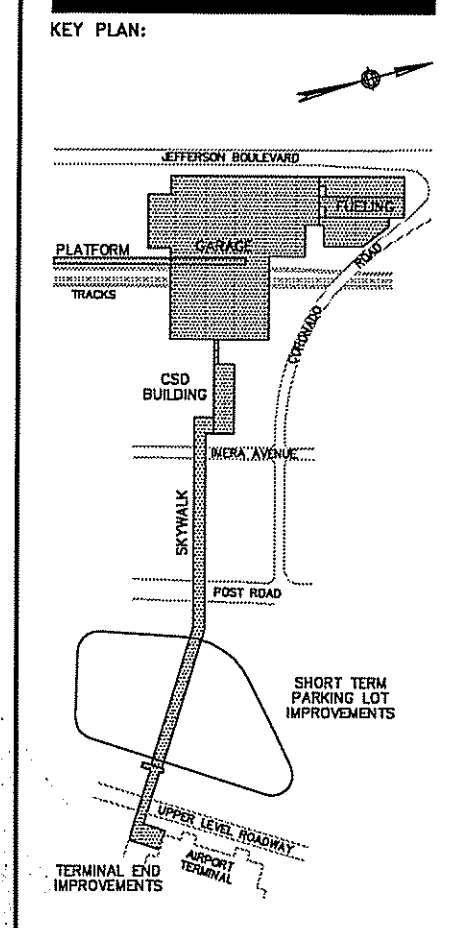 KEY PLAN:
JEFFERSON BOULEVARD
FUELING
PLATFORM
GARAGE
TRACKS
CORONADO
ROAD
CSD
BUILDING
IMERA AVENUE
SKYWALK
POST ROAD
SHORT TERM
PARKING LOT
IMPROVEMENTS
UPPER LEVEL ROADWAY
AIRPORT
TERMINAL
TERMINAL END
IMPROVEMENTS